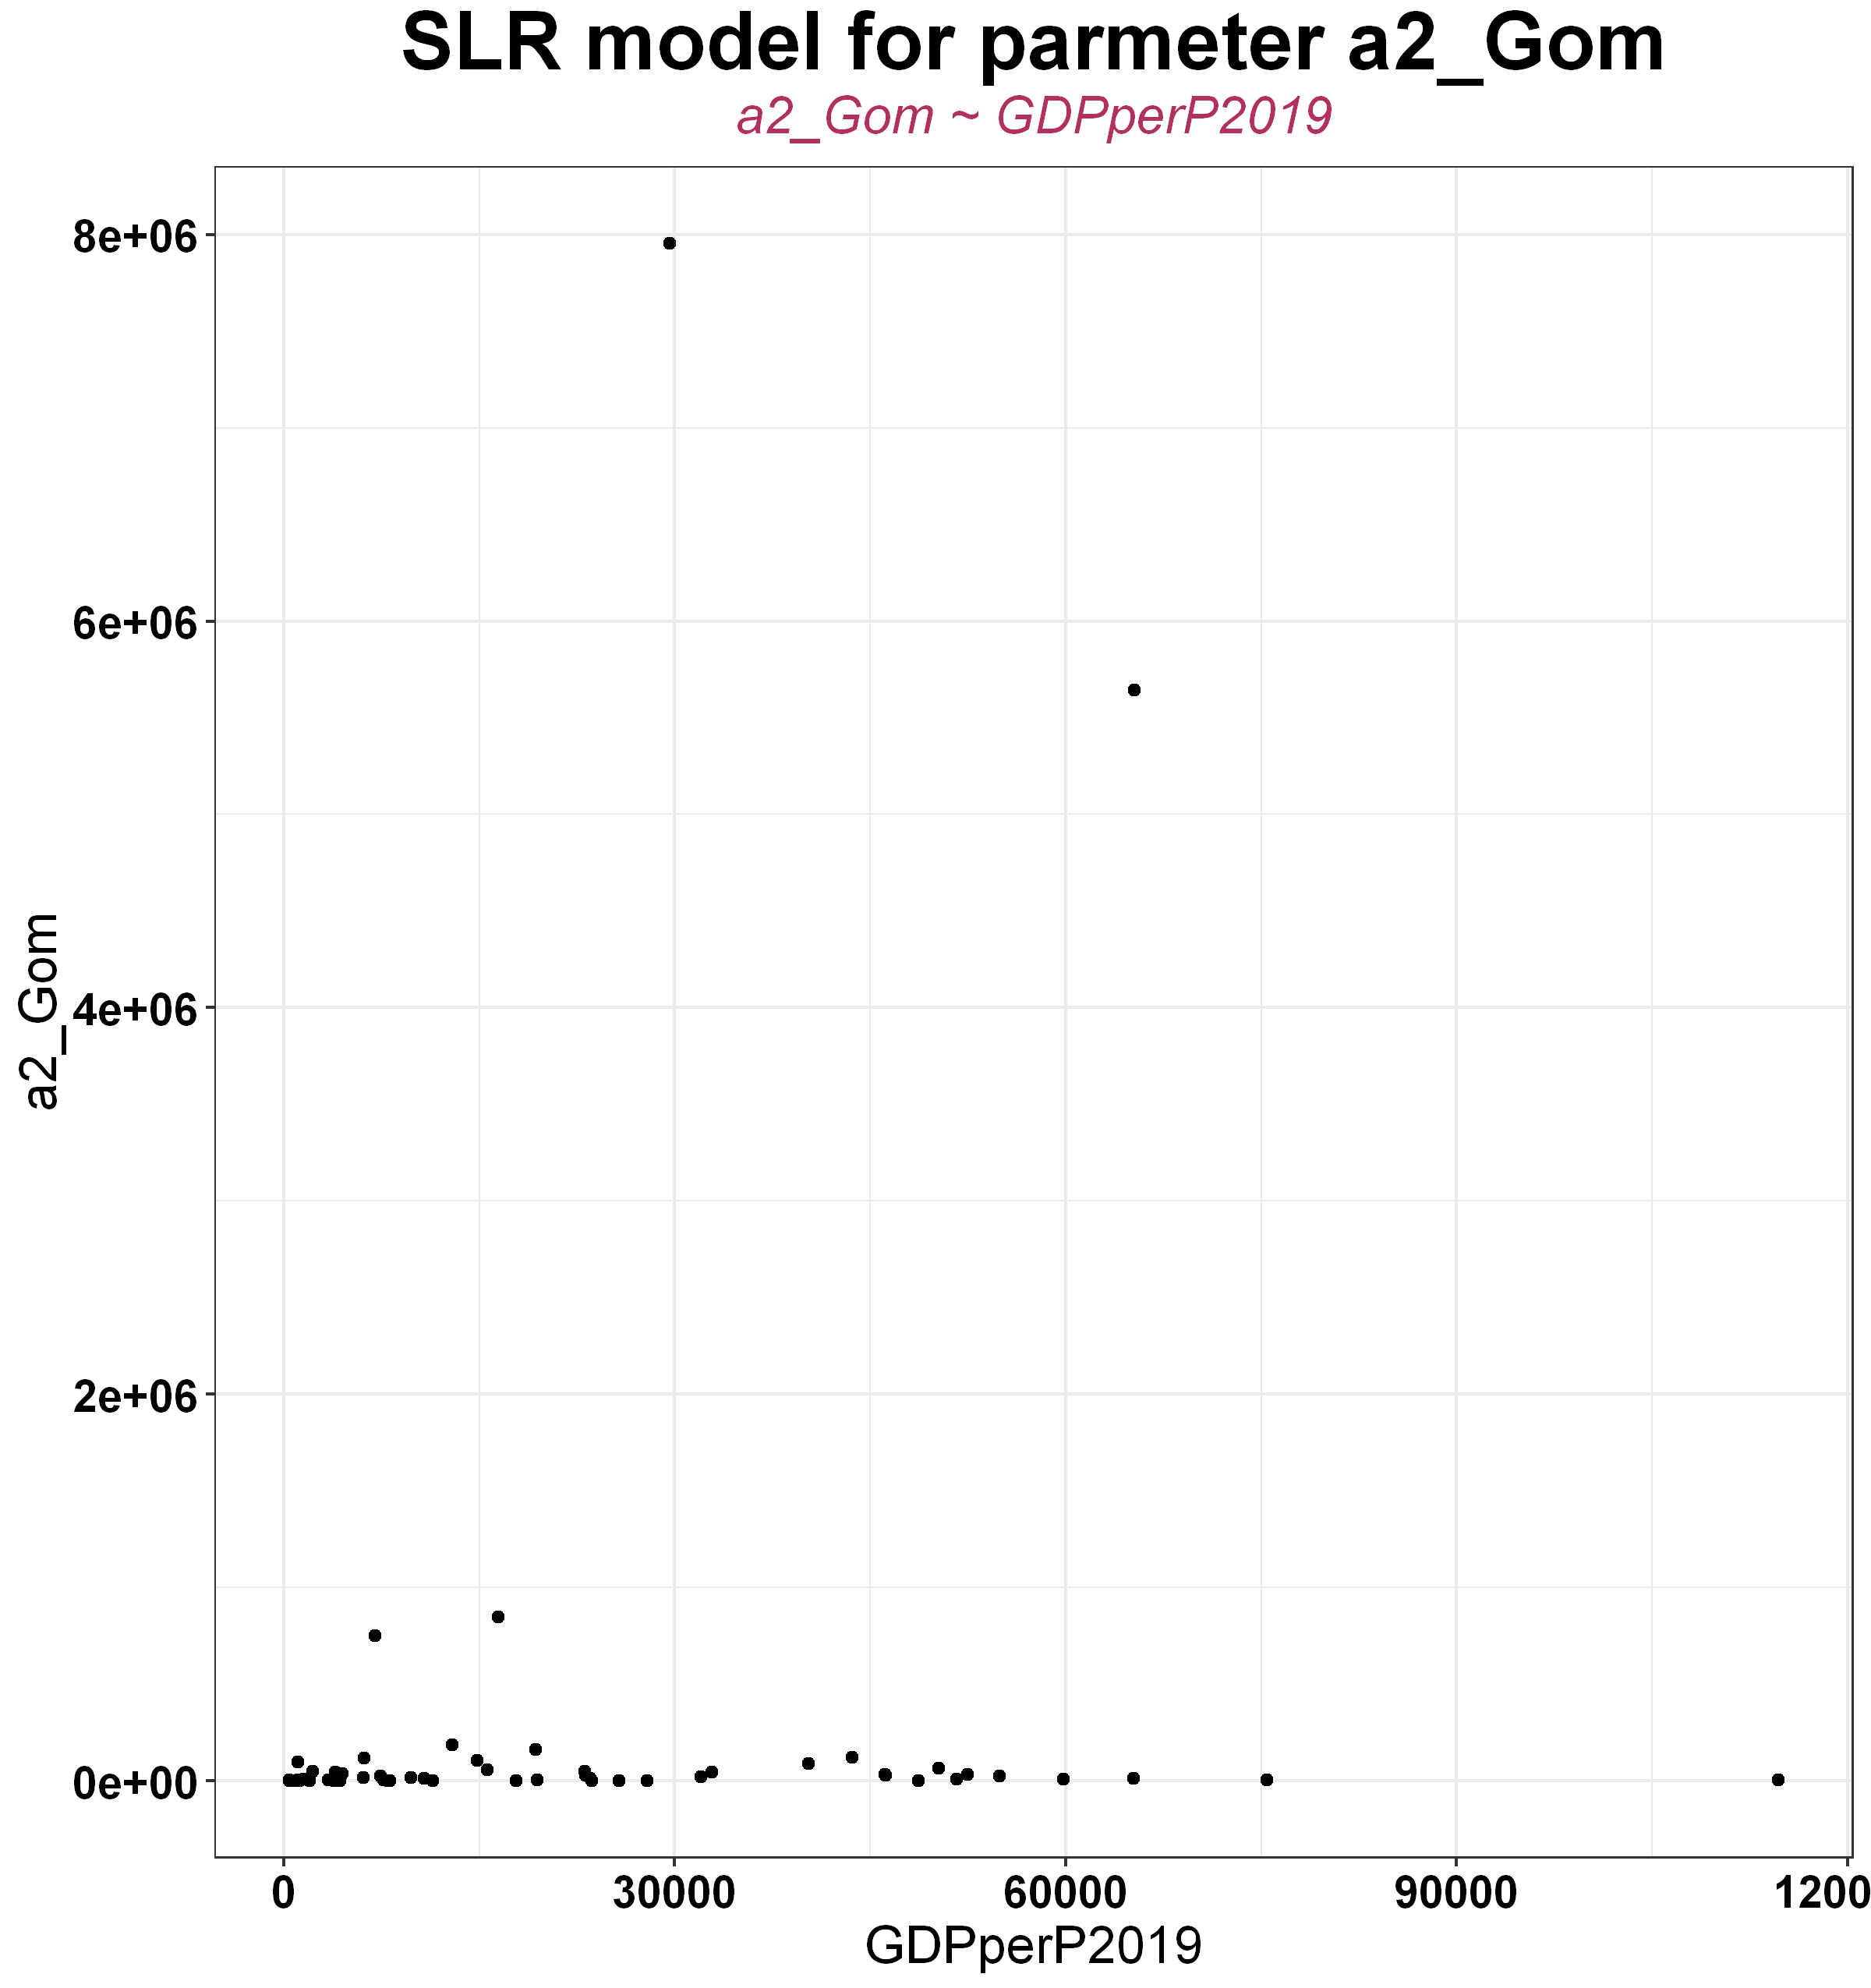 SLR model for parmeter a2_Gom
a2_Gom ~ GDPperP2019
8e+06
6e+06
4e+06
2e+06
0e+00
a2_Gom
0 30000 60000 90000 1200
GDPperP2019